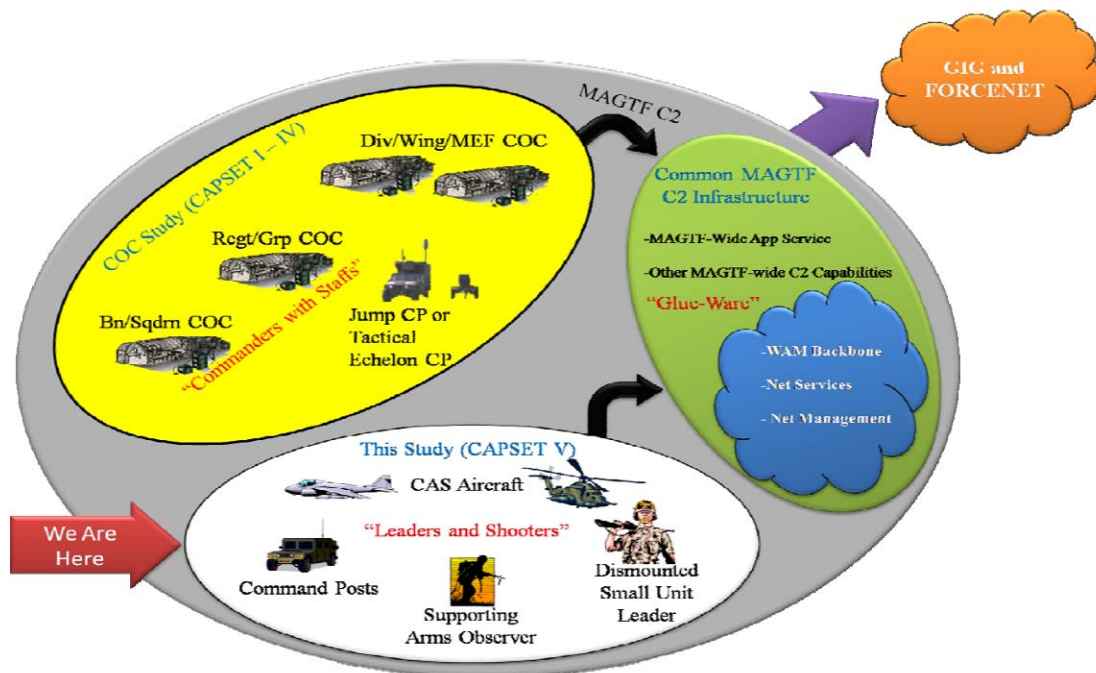 GIG and
FORCENET
MAGTF C2
COC Study (CAPSET I – IV)
Div/Wing/MEF COC
Regt/Grp COC
Bn/Sqdrn COC
"Commanders with Staffs"
Jump CP or
Tactical
Echelon CP
Common MAGTF
C2 Infrastructure
-MAGTF-Wide App Service
-Other MAGTF-wide C2 Capabilities
"Glue-Ware"
-WAM Backbone
-Net Services
- Net Management
We Are
Here
This Study (CAPSET V)
CAS Aircraft
"Leaders and Shooters"
Command Posts
Supporting
Arms Observer
Dismounted
Small Unit
Leader